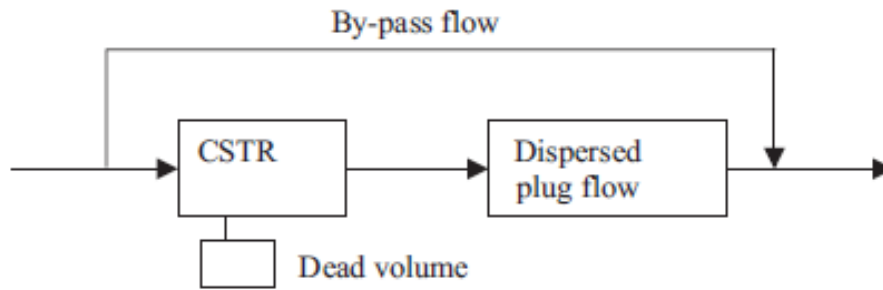 By-pass flow
CSTR
Dispersed
plug flow
Dead volume